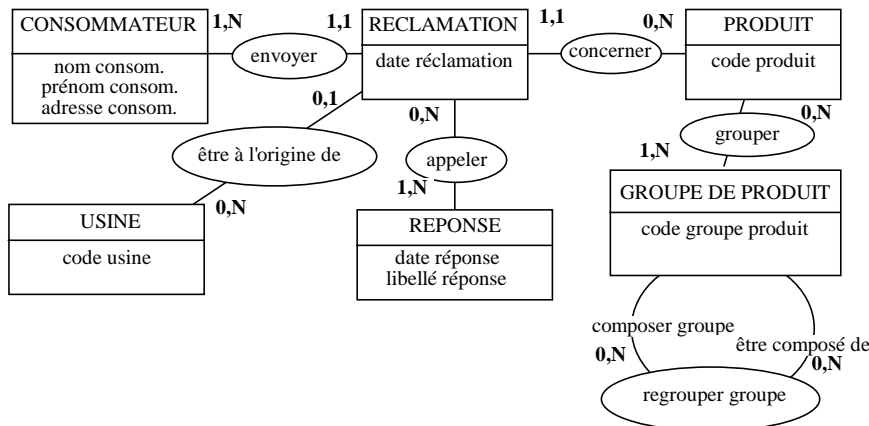 CONSOMMATEUR
1,N
1,1
RECLAMATION
1,1
0,N
PRODUIT
envoyer
concerner
nom consom.
prénom consom.
adresse consom.
date réclamation
code produit
0,1
0,N
0,N
grouper
être à l'origine de
appeler
1,N
1,N
0,N
USINE
code usine
REPONSE
date réponse
libellé réponse
GROUPE DE PRODUIT
code groupe produit
composer groupe
être composé de
0,N
0,N
regrouper groupe